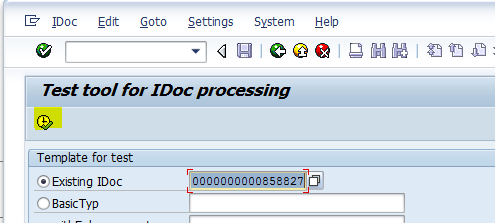 IDoc Edit Goto Settings System Help
Test tool for IDoc processing
Template for test
Existing IDoc 0000000000858827
BasicTyp